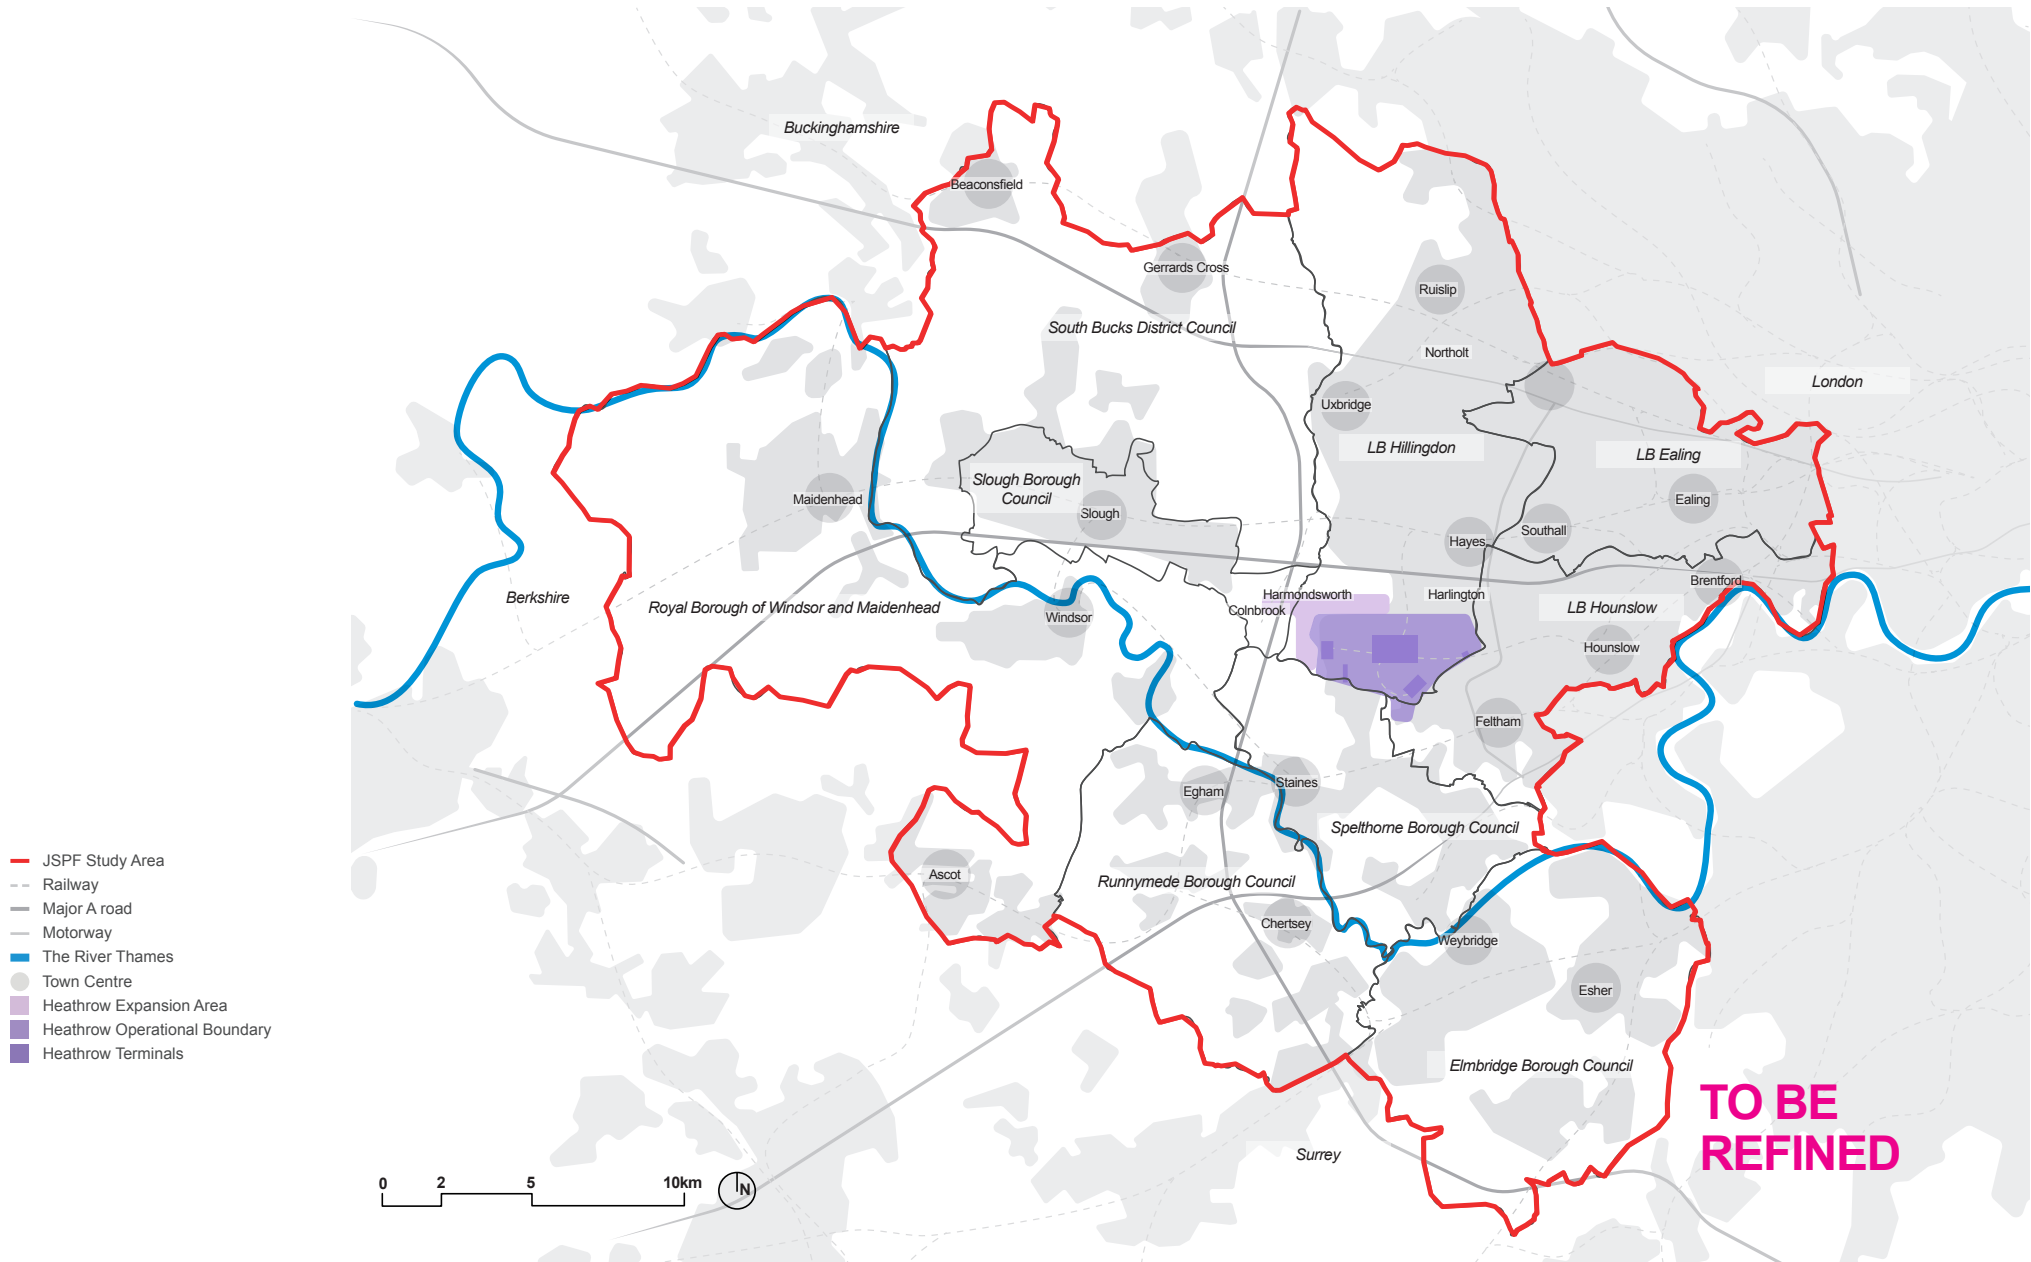 Buckinghamshire
Beaconsfield
Gerrards Cross
Ruislip
South Bucks District Council
Northolt
London
Uxbridge
LB Hillingdon
LB Ealing
Slough Borough
Council
Maidenhead
Slough
Ealing
Southall
Hayes
Brentford
Berkshire
Royal Borough of Windsor and Maidenhead
Windsor
Harmondsworth
Colnbrook
Harlington
LB Hounslow
Hounslow
Feltham
Egham
Staines
Spelthorne Borough Council
Ascot
Runnymede Borough Council
Chertsey
Weybridge
Esher
Elmbridge Borough Council
Surrey
TO BE
REFINED
JSPF Study Area
Railway
Major A road
Motorway
The River Thames
Town Centre
Heathrow Expansion Area
Heathrow Operational Boundary
Heathrow Terminals
0 2 5 10km
N